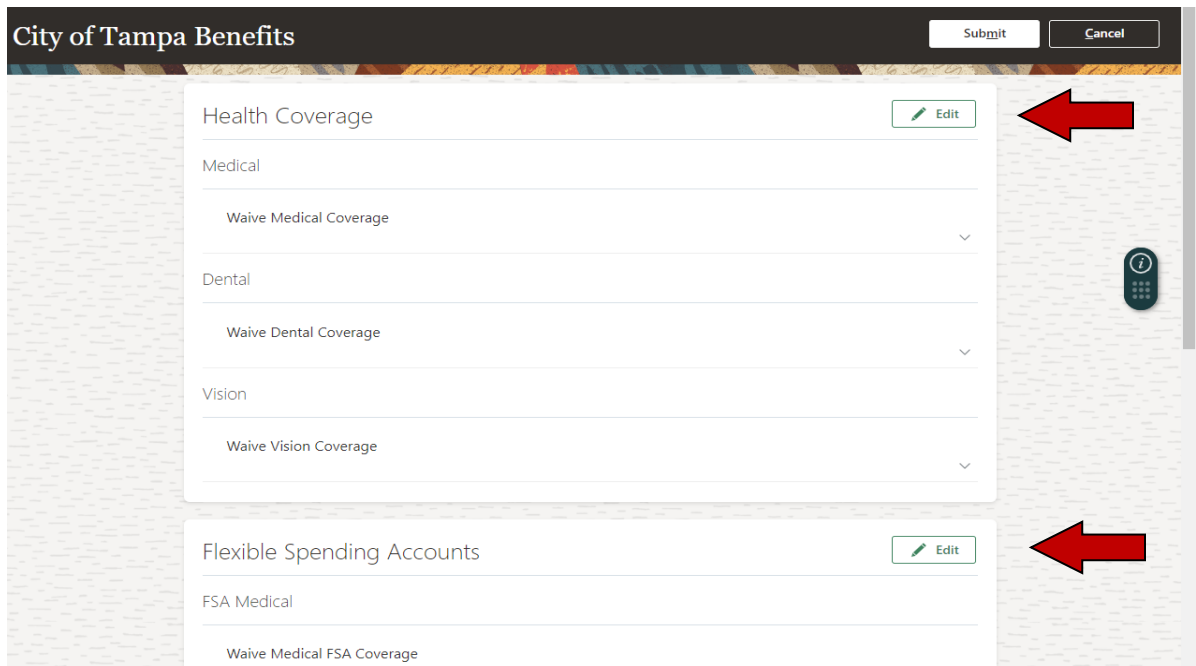 City of Tampa Benefits
Submit
Cancel
Health Coverage
Edit
Medical
Waive Medical Coverage
Dental
Waive Dental Coverage
Vision
Waive Vision Coverage
Flexible Spending Accounts
Edit
FSA Medical
Waive Medical FSA Coverage